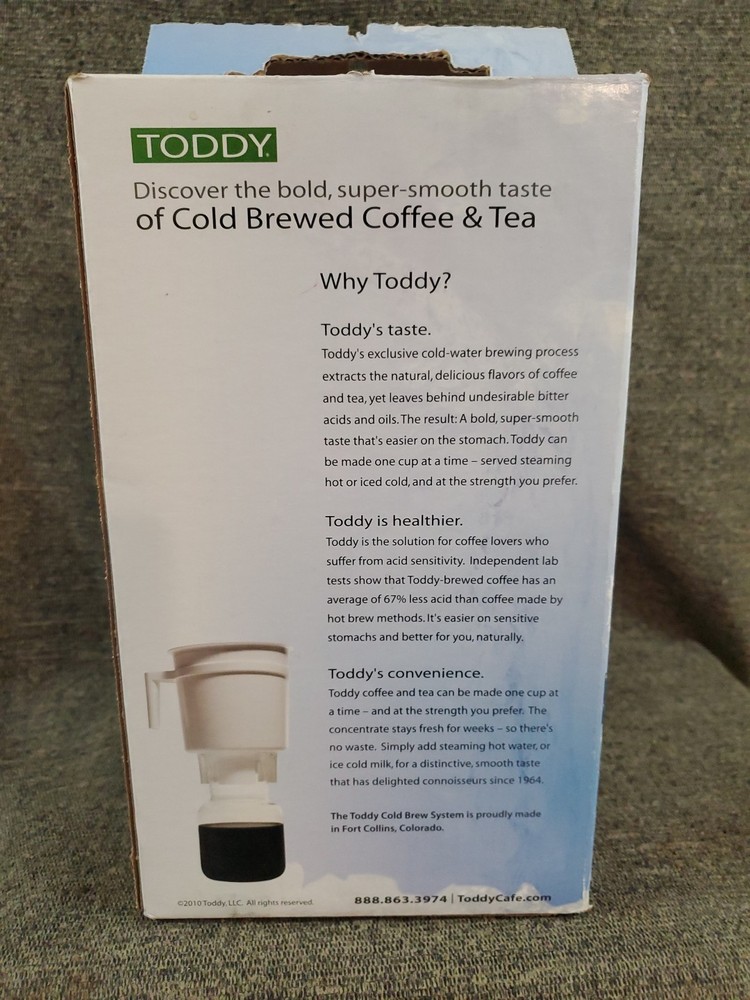 TODDY®
Discover the bold, super-smooth taste
of Cold Brewed Coffee & Tea
Why Toddy?
Toddy's taste.
Toddy's exclusive cold-water brewing process
extracts the natural, delicious flavors of coffee
and tea, yet leaves behind undesirable bitter
acids and oils. The result: A bold, super-smooth
taste that's easier on the stomach. Toddy can
be made one cup at a time – served steaming
hot or iced cold, and at the strength you prefer.
Toddy is healthier.
Toddy is the solution for coffee lovers who
suffer from acid sensitivity. Independent lab
tests show that Toddy-brewed coffee has an
average of 67% less acid than coffee made by
hot brew methods. It's easier on sensitive
stomachs and better for you, naturally.
Toddy's convenience.
Toddy coffee and tea can be made one cup at
a time – and at the strength you prefer. The
concentrate stays fresh for weeks – so there's
no waste. Simply add steaming hot water, or
ice cold milk, for a distinctive, smooth taste
that has delighted connoisseurs since 1964.
The Toddy Cold Brew System is proudly made
in Fort Collins, Colorado.
©2010 Toddy, LLC. All rights reserved.
888.863.3974 | ToddyCafe.com